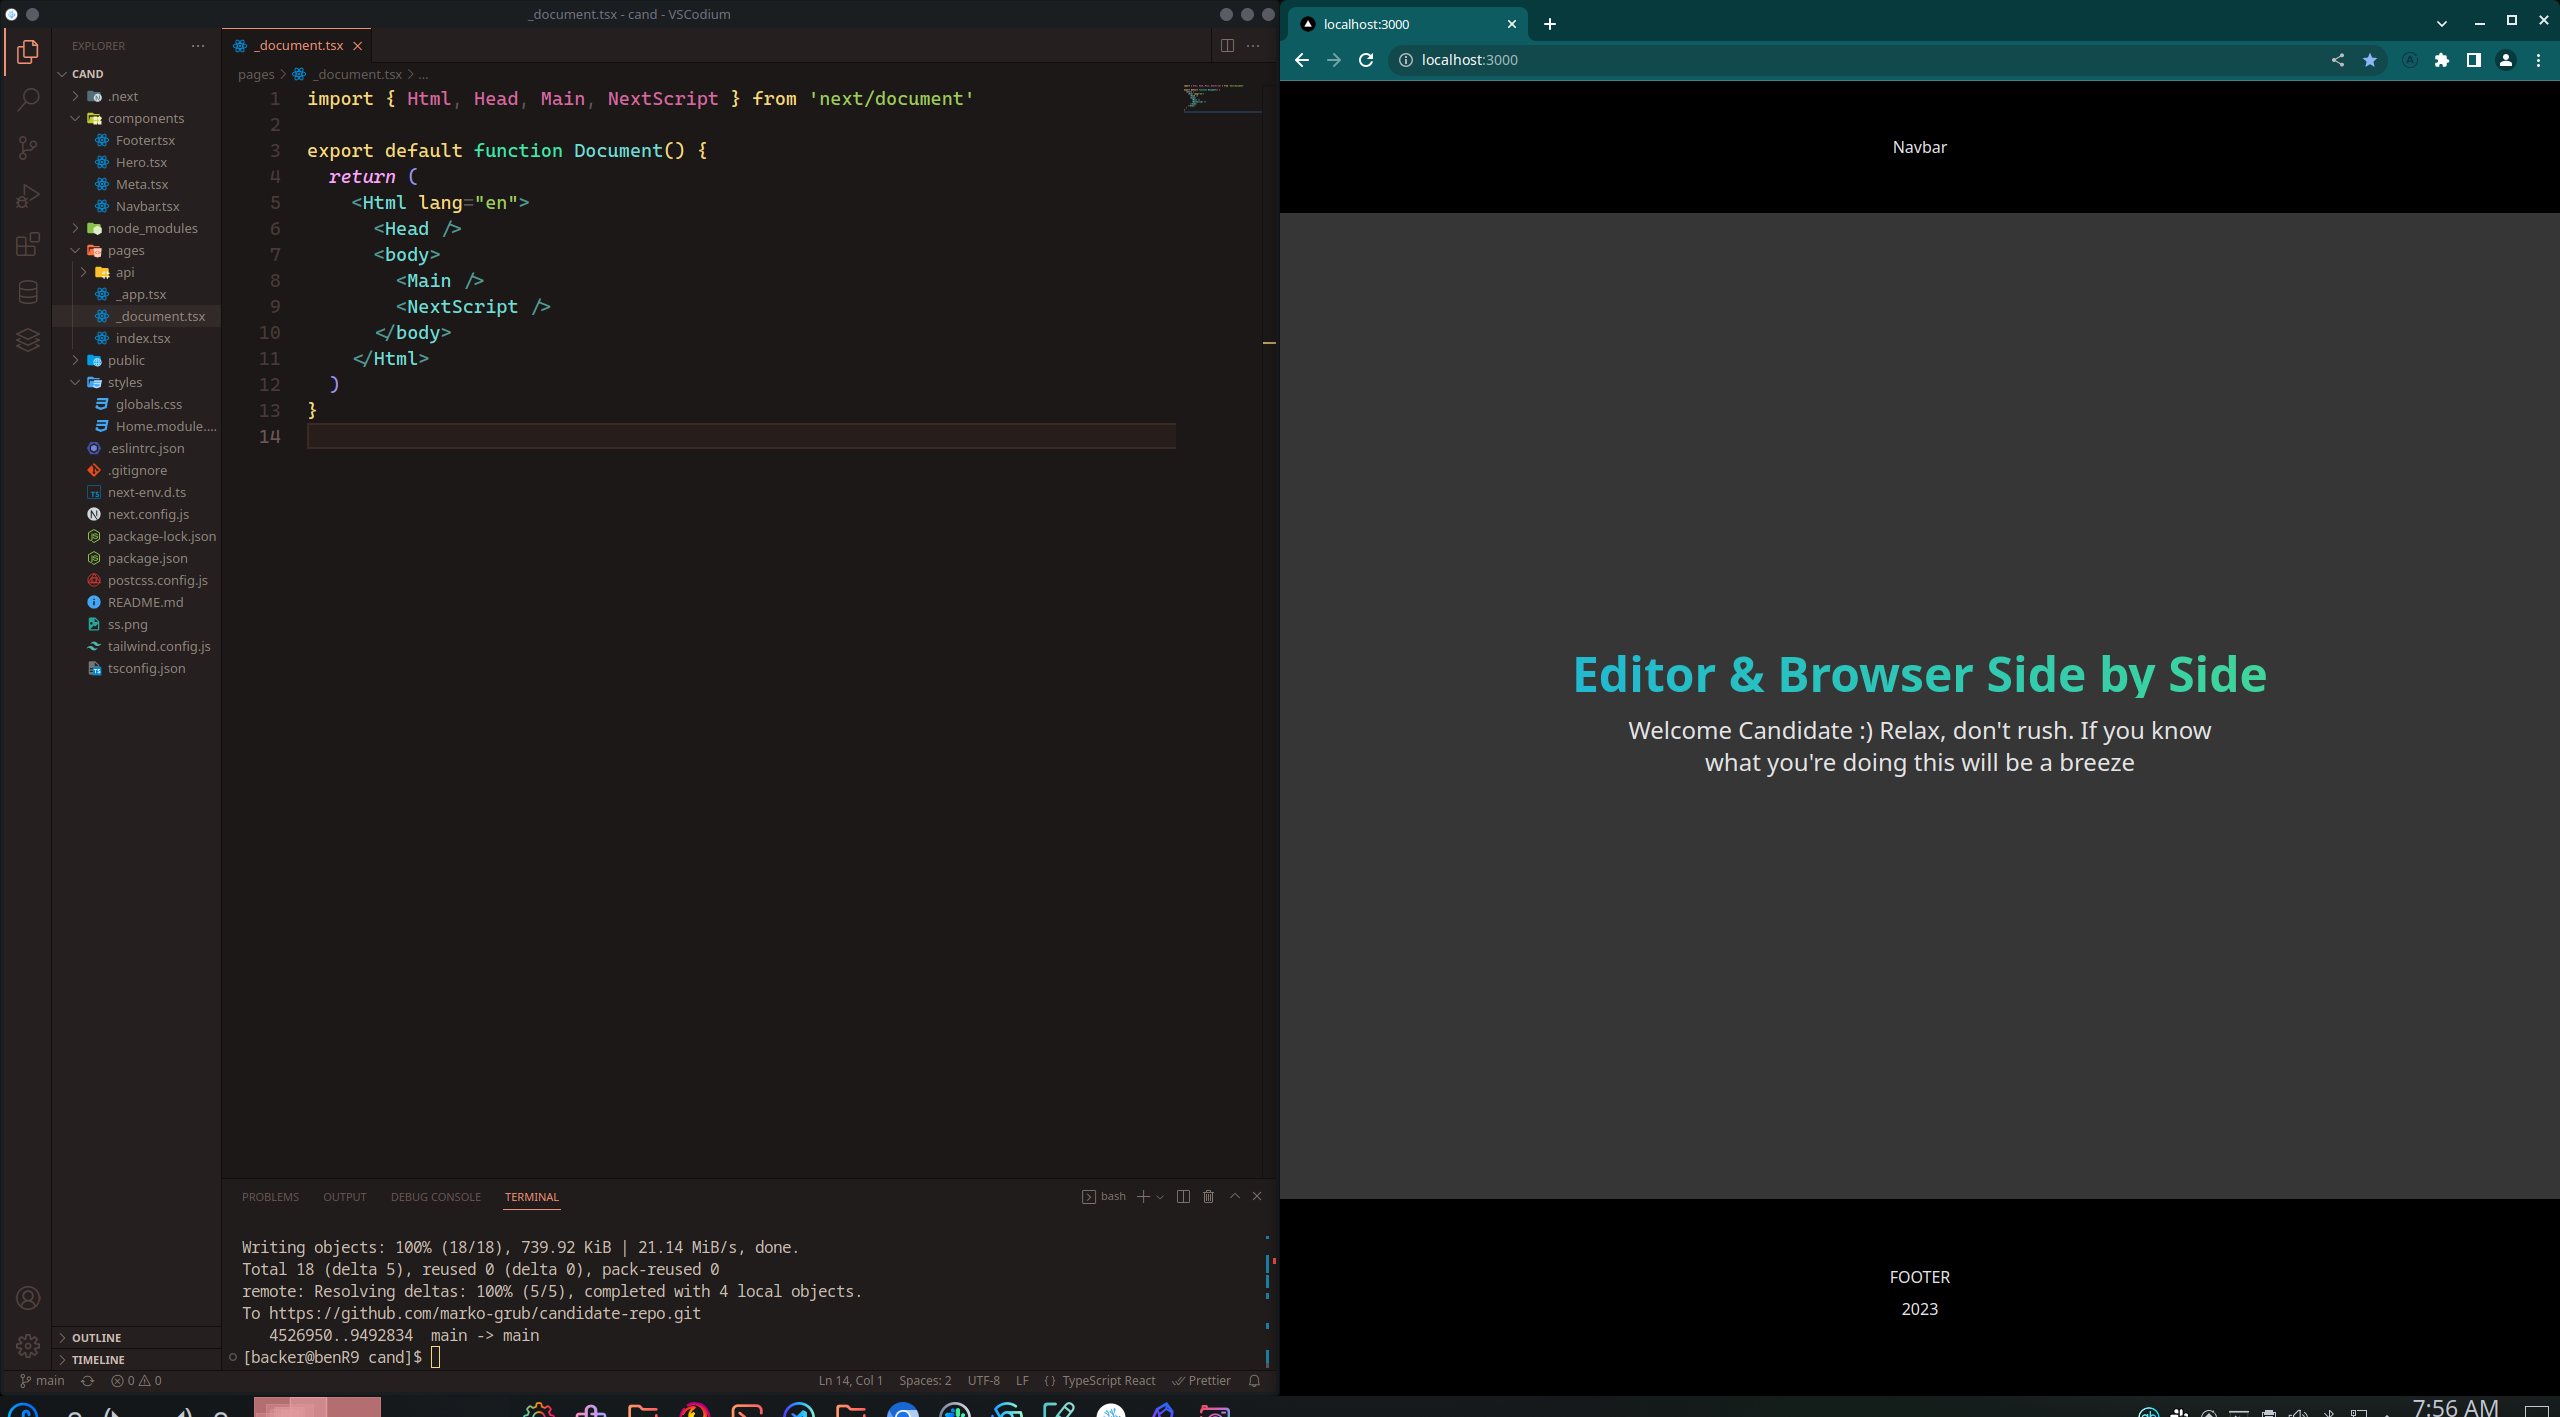 _document.tsx - cand - VSCodium
EXPLORER
CAND
.next
components
Footer.tsx
Hero.tsx
Meta.tsx
Navbar.tsx
node_modules
pages
api
_app.tsx
_document.tsx
index.tsx
public
styles
globals.css
Home.module....
.eslintrc.json
.gitignore
next-env.d.ts
next.config.js
package-lock.json
package.json
postcss.config.js
README.md
ss.png
tailwind.config.js
tsconfig.json
OUTLINE
TIMELINE
_document.tsx
pages > _document.tsx > ...
1 import { Html, Head, Main, NextScript } from 'next/document'
2
3 export default function Document() {
4 return (
5 <Html lang="en">
6 <Head />
7 <body>
8 <Main />
9 <NextScript />
10 </body>
11 </Html>
12 )
13 }
14
PROBLEMS OUTPUT DEBUG CONSOLE TERMINAL bash
Writing objects: 100% (18/18), 739.92 KiB | 21.14 MiB/s, done.
Total 18 (delta 5), reused 0 (delta 0), pack-reused 0
remote: Resolving deltas: 100% (5/5), completed with 4 local objects.
To https://github.com/marko-grub/candidate-repo.git
4526950..9492834 main -> main
[backer@benR9 cand]$
main 0 0 Ln 14, Col 1 Spaces: 2 UTF-8 LF {} TypeScript React Prettier
localhost:3000
localhost:3000
Navbar
Editor & Browser Side by Side
Welcome Candidate :) Relax, don't rush. If you know
what you're doing this will be a breeze
FOOTER
2023
7:56 AM